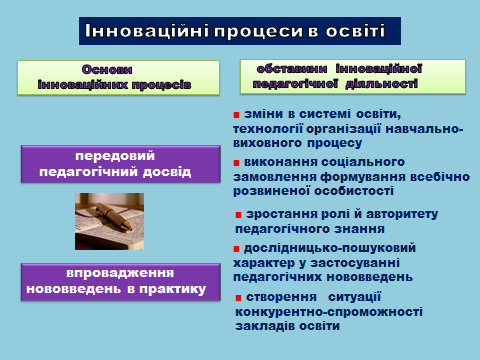 Інноваційні процеси в освіті
Основи
інноваційних процесів
передовий
педагогічний досвід
впровадження
нововведень в практику
обставини інноваційної
педагогічної діяльності
зміни в системі освіти,
технології організації навчально-
виховного процесу
виконання соціального
замовлення формування всебічно
розвиненої особистості
зростання ролі й авторитету
педагогічного знання
дослідницько-пошуковий
характер у застосуванні
педагогічних нововведень
створення ситуації
конкурентно-спроможності
закладів освіти